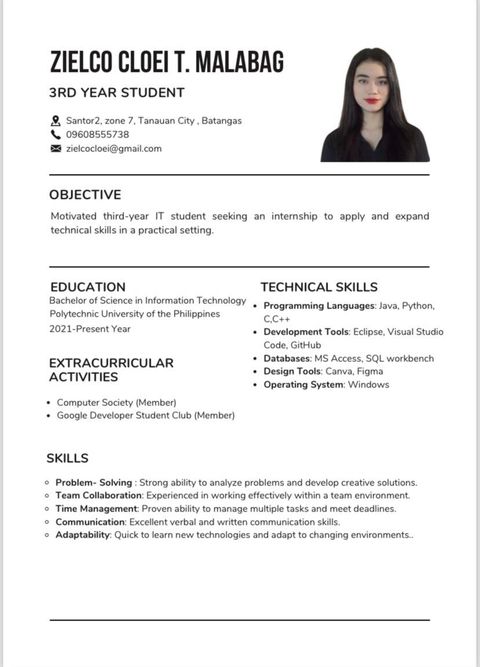 ZIELCO CLOEI T. MALABAG
3RD YEAR STUDENT
Santor2, zone 7, Tanauan City , Batangas
09608555738
zielcocloei@gmail.com
OBJECTIVE
Motivated third-year IT student seeking an internship to apply and expand
technical skills in a practical setting.
EDUCATION
Bachelor of Science in Information Technology
Polytechnic University of the Philippines
2021-Present Year
EXTRACURRICULAR
ACTIVITIES
• Computer Society (Member)
• Google Developer Student Club (Member)
TECHNICAL SKILLS
• Programming Languages: Java, Python,
C,C++
• Development Tools: Eclipse, Visual Studio
Code, GitHub
• Databases: MS Access, SQL workbench
• Design Tools: Canva, Figma
• Operating System: Windows
SKILLS
◦ Problem- Solving : Strong ability to analyze problems and develop creative solutions.
◦ Team Collaboration: Experienced in working effectively within a team environment.
◦ Time Management: Proven ability to manage multiple tasks and meet deadlines.
◦ Communication: Excellent verbal and written communication skills.
◦ Adaptability: Quick to learn new technologies and adapt to changing environments..